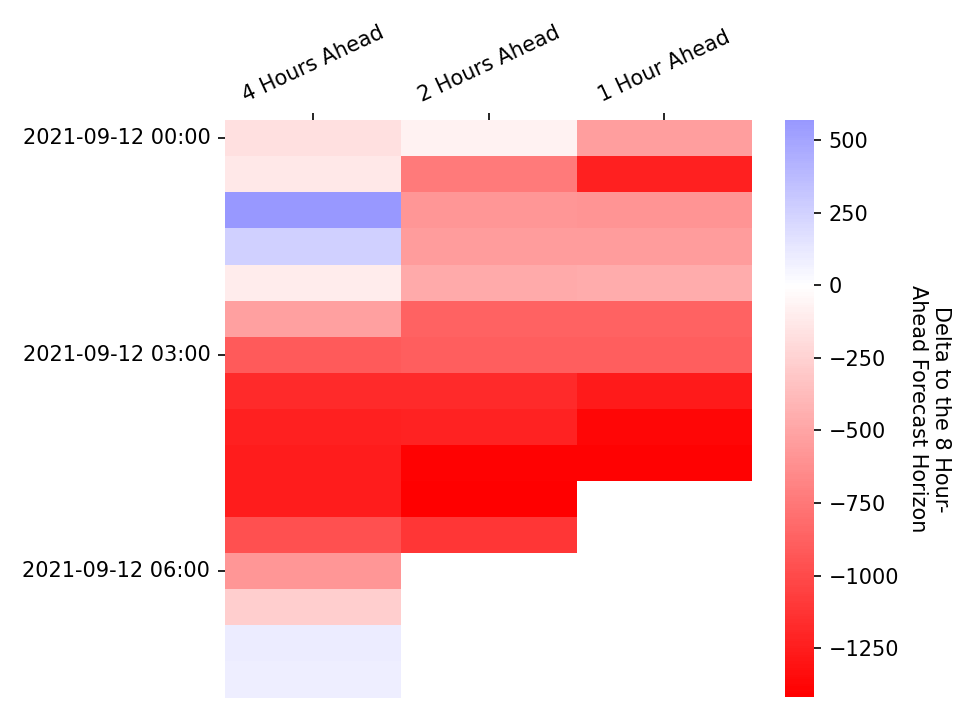 4 Hours Ahead
2 Hours Ahead
1 Hour Ahead
2021-09-12 00:00
2021-09-12 03:00
2021-09-12 06:00
500
250
0
−250
−500
−750
−1000
−1250
Delta to the 8 Hour-
Ahead Forecast Horizon